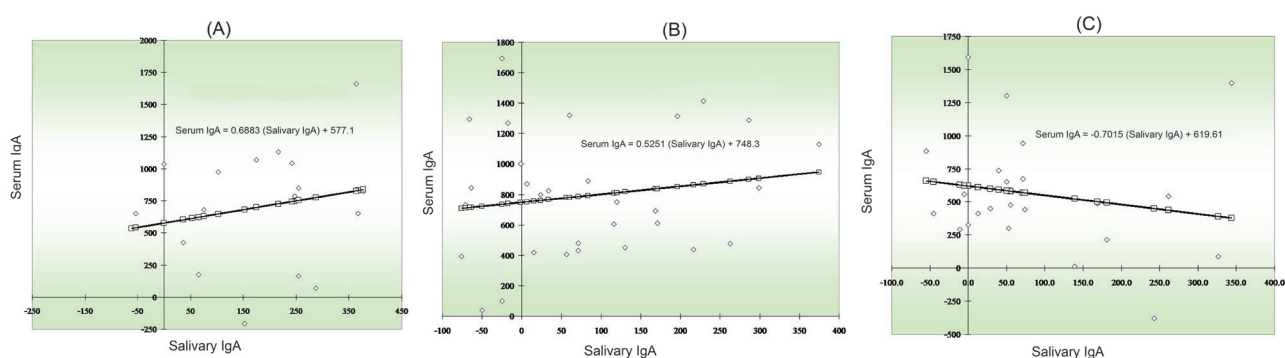 (A)
2000
1750
1500
1250
Serum IgA = 0.6883 (Salivary IgA) + 577.1
1000
750
500
250
0
-250
-250 -150 -50 50 150 250 350 450
Serum IgA
Salivary IgA
(B)
1800
1600
1400
1200
Serum IgA = 0.5251 (Salivary IgA) + 748.3
1000
800
600
400
200
0
-100 -50 0 50 100 150 200 250 300 350 400
Serum IgA
Salivary IgA
(C)
1750
1500
1250
Serum IgA = -0.7015 (Salivary IgA) + 619.61
1000
750
500
250
0
-250
-500
-100.0 -50.0 0.0 50.0 100.0 150.0 200.0 250.0 300.0 350.0 400.0
Serum IgA
Salivary IgA